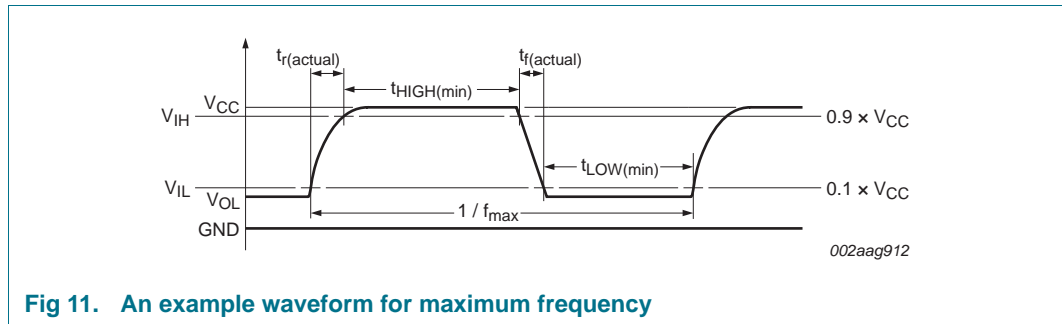 tr(actual)
tf(actual)
tHIGH(min)
VCC
VIH
0.9 × VCC
tLOW(min)
VIL
0.1 × VCC
VOL
1 / fmax
GND
002aag912
Fig 11. An example waveform for maximum frequency